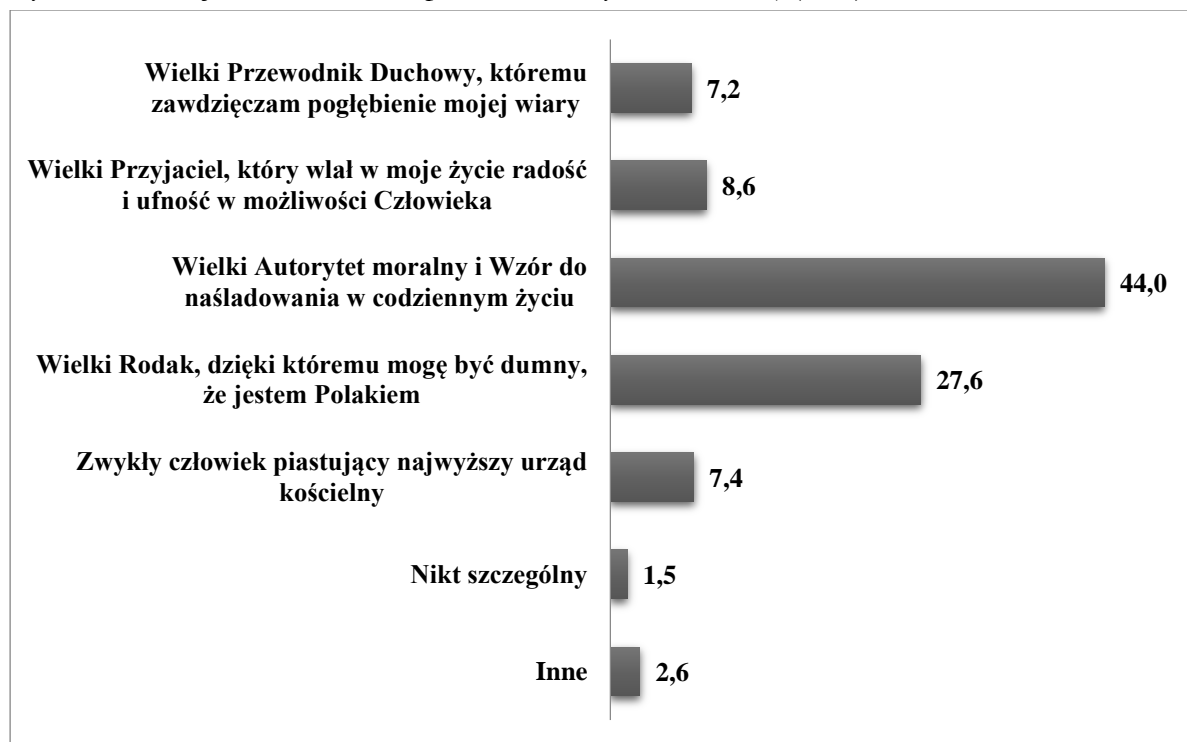 Wielki Przewodnik Duchowy, któremu
zawdzięczam pogłębienie mojej wiary
7,2
Wielki Przyjaciel, który wlał w moje życie radość
i ufność w możliwości Człowieka
8,6
Wielki Autorytet moralny i Wzór do
naśladowania w codziennym życiu
44,0
Wielki Rodak, dzięki któremu mogę być dumny,
że jestem Polakiem
27,6
Zwykły człowiek piastujący najwyższy urząd
kościelny
7,4
Nikt szczególny
1,5
Inne
2,6